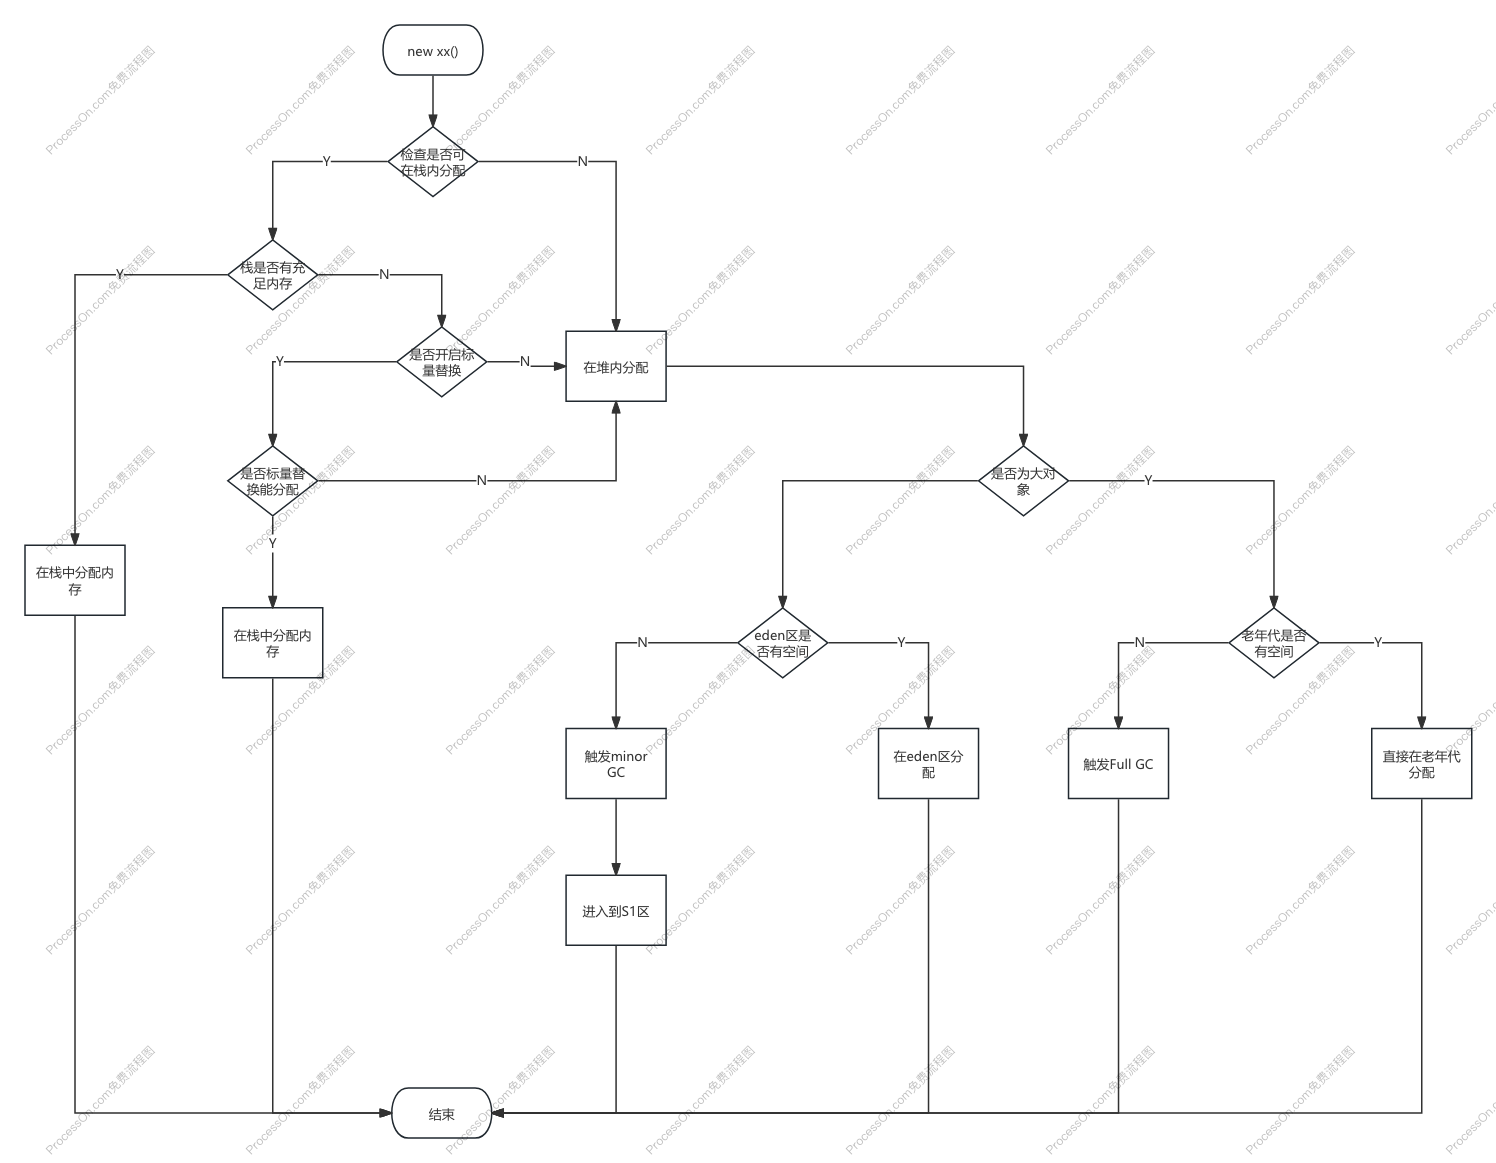 new xx()
检查是否可
在栈内分配
Y
N
栈是否有充
足内存
Y
N
是否开启标
量替换
Y
N
在堆内分配
是否标量替
换能分配
N
Y
是否为大对
象
Y
在栈中分配内
存
在栈中分配内
存
eden区是
否有空间
N
Y
老年代是否
有空间
N
Y
触发minor
GC
在eden区分
配
触发Full GC
直接在老年代
分配
进入到S1区
结束
ProcessOn.com免费流程图